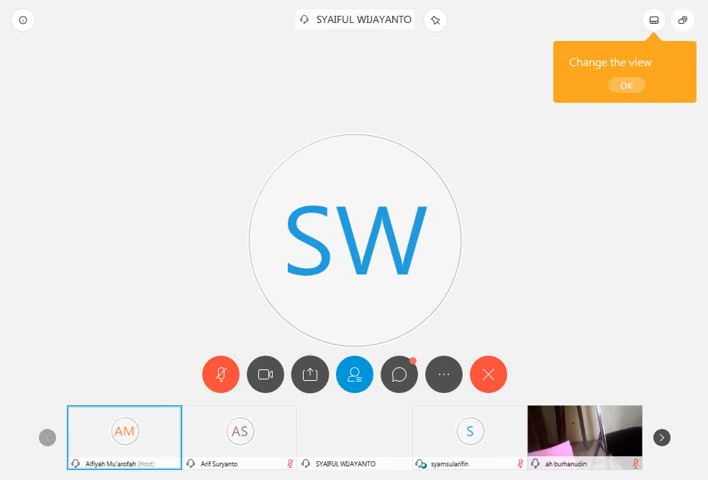 SYAIFUL WIJAYANTO
Change the view
OK
SW
AM
AS
S
Alfiyah Mu'arofah (Host)
Arif Suryanto
SYAIFUL WIJAYANTO
syamsularifin
ah burhanudin